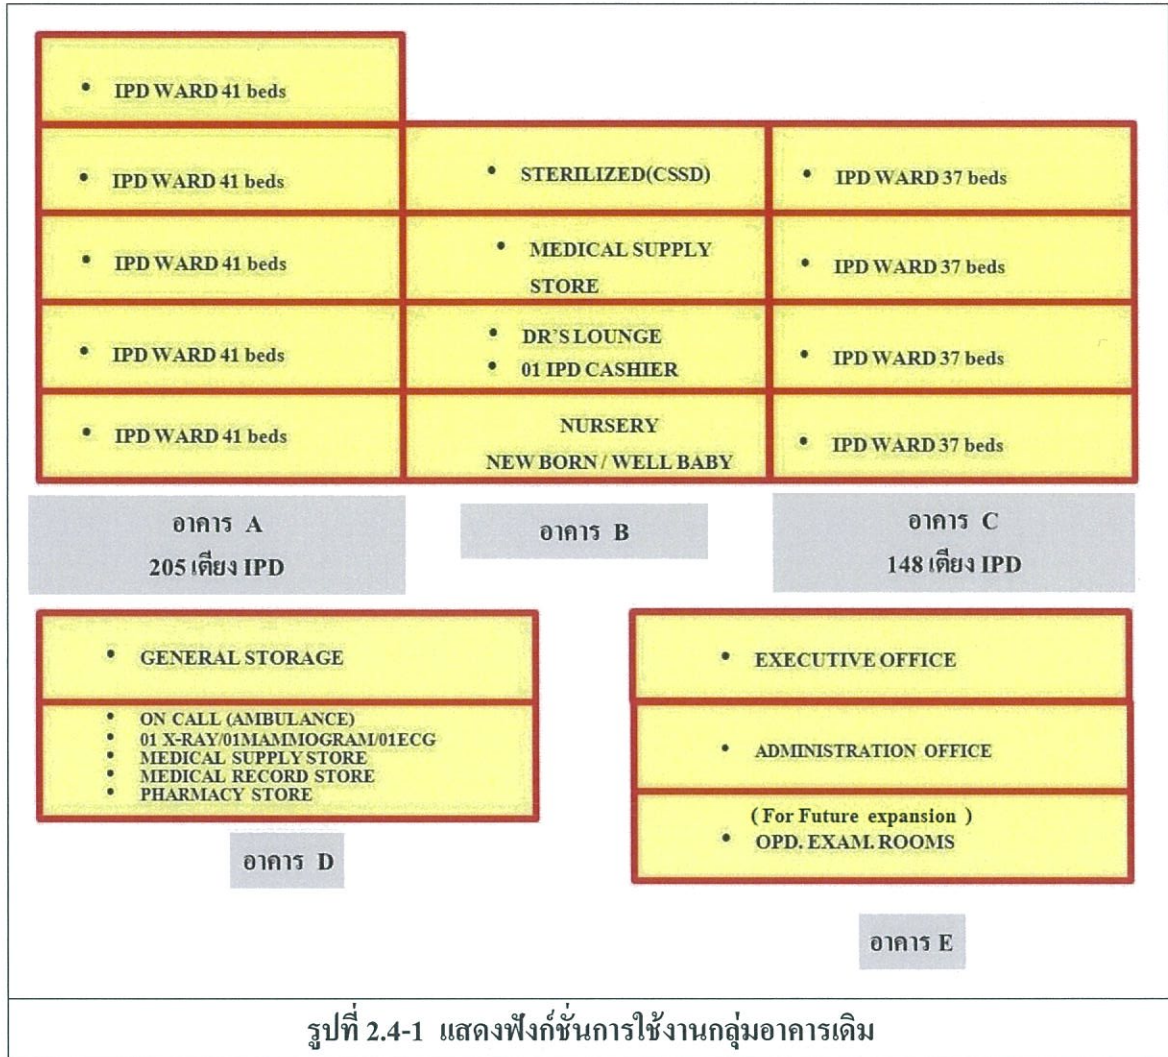 • IPD WARD 41 beds
• IPD WARD 41 beds
• STERILIZED(CSSD)
• IPD WARD 37 beds
• IPD WARD 41 beds
• MEDICAL SUPPLY
STORE
• IPD WARD 37 beds
• IPD WARD 41 beds
• DR'S LOUNGE
• 01 IPD CASHIER
• IPD WARD 37 beds
• IPD WARD 41 beds
NURSERY
NEW BORN / WELL BABY
• IPD WARD 37 beds
อาคาร A
205 เตียง IPD
อาคาร B
อาคาร C
148 เตียง IPD
• GENERAL STORAGE
• ON CALL (AMBULANCE)
• 01 X-RAY/01MAMMOGRAM/01ECG
• MEDICAL SUPPLY STORE
• MEDICAL RECORD STORE
• PHARMACY STORE
อาคาร D
• EXECUTIVE OFFICE
• ADMINISTRATION OFFICE
( For Future expansion )
• OPD. EXAM. ROOMS
อาคาร E
รูปที่ 2.4-1 แสดงฟังก์ชั่นการใช้งานกลุ่มอาคารเดิม